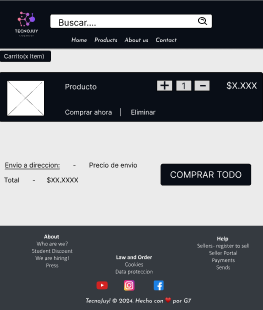 TECNOJUY
Buscar....
Home Products About us Contact
Carrito(x Item)
Producto + 1 - $X.XXX
Comprar ahora | Eliminar
Envio a direccion: - Precio de envio
Total - $XX.XXXX
COMPRAR TODO
About
Who are we?
Student Discount
We are hiring!
Press
Law and Order
Cookies
Data proteccion
Help
Sellers- register to sell
Seller Portal
Payments
Sends
TecnoJuy! © 2024 Hecho con ❤ por G7